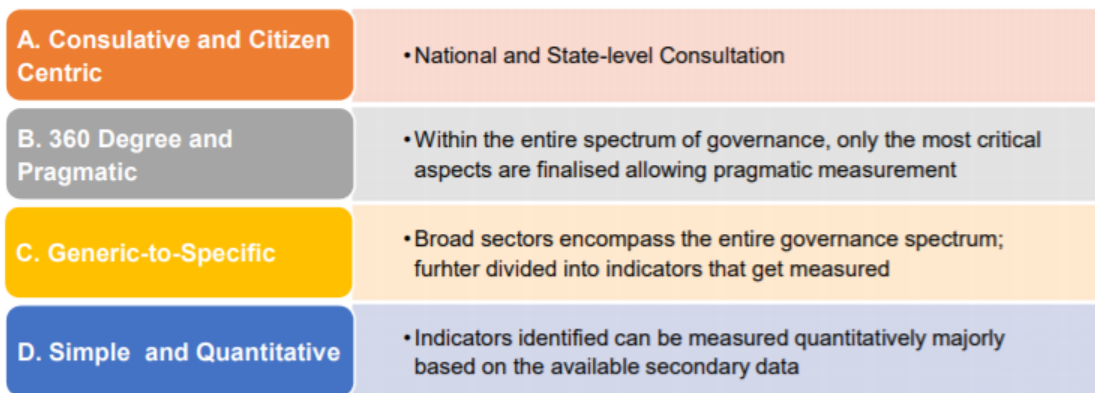 A. Consulative and Citizen
Centric
•National and State-level Consultation
B. 360 Degree and
Pragmatic
•Within the entire spectrum of governance, only the most critical
aspects are finalised allowing pragmatic measurement
C. Generic-to-Specific
•Broad sectors encompass the entire governance spectrum;
furhter divided into indicators that get measured
D. Simple and Quantitative
•Indicators identified can be measured quantitatively majorly
based on the available secondary data